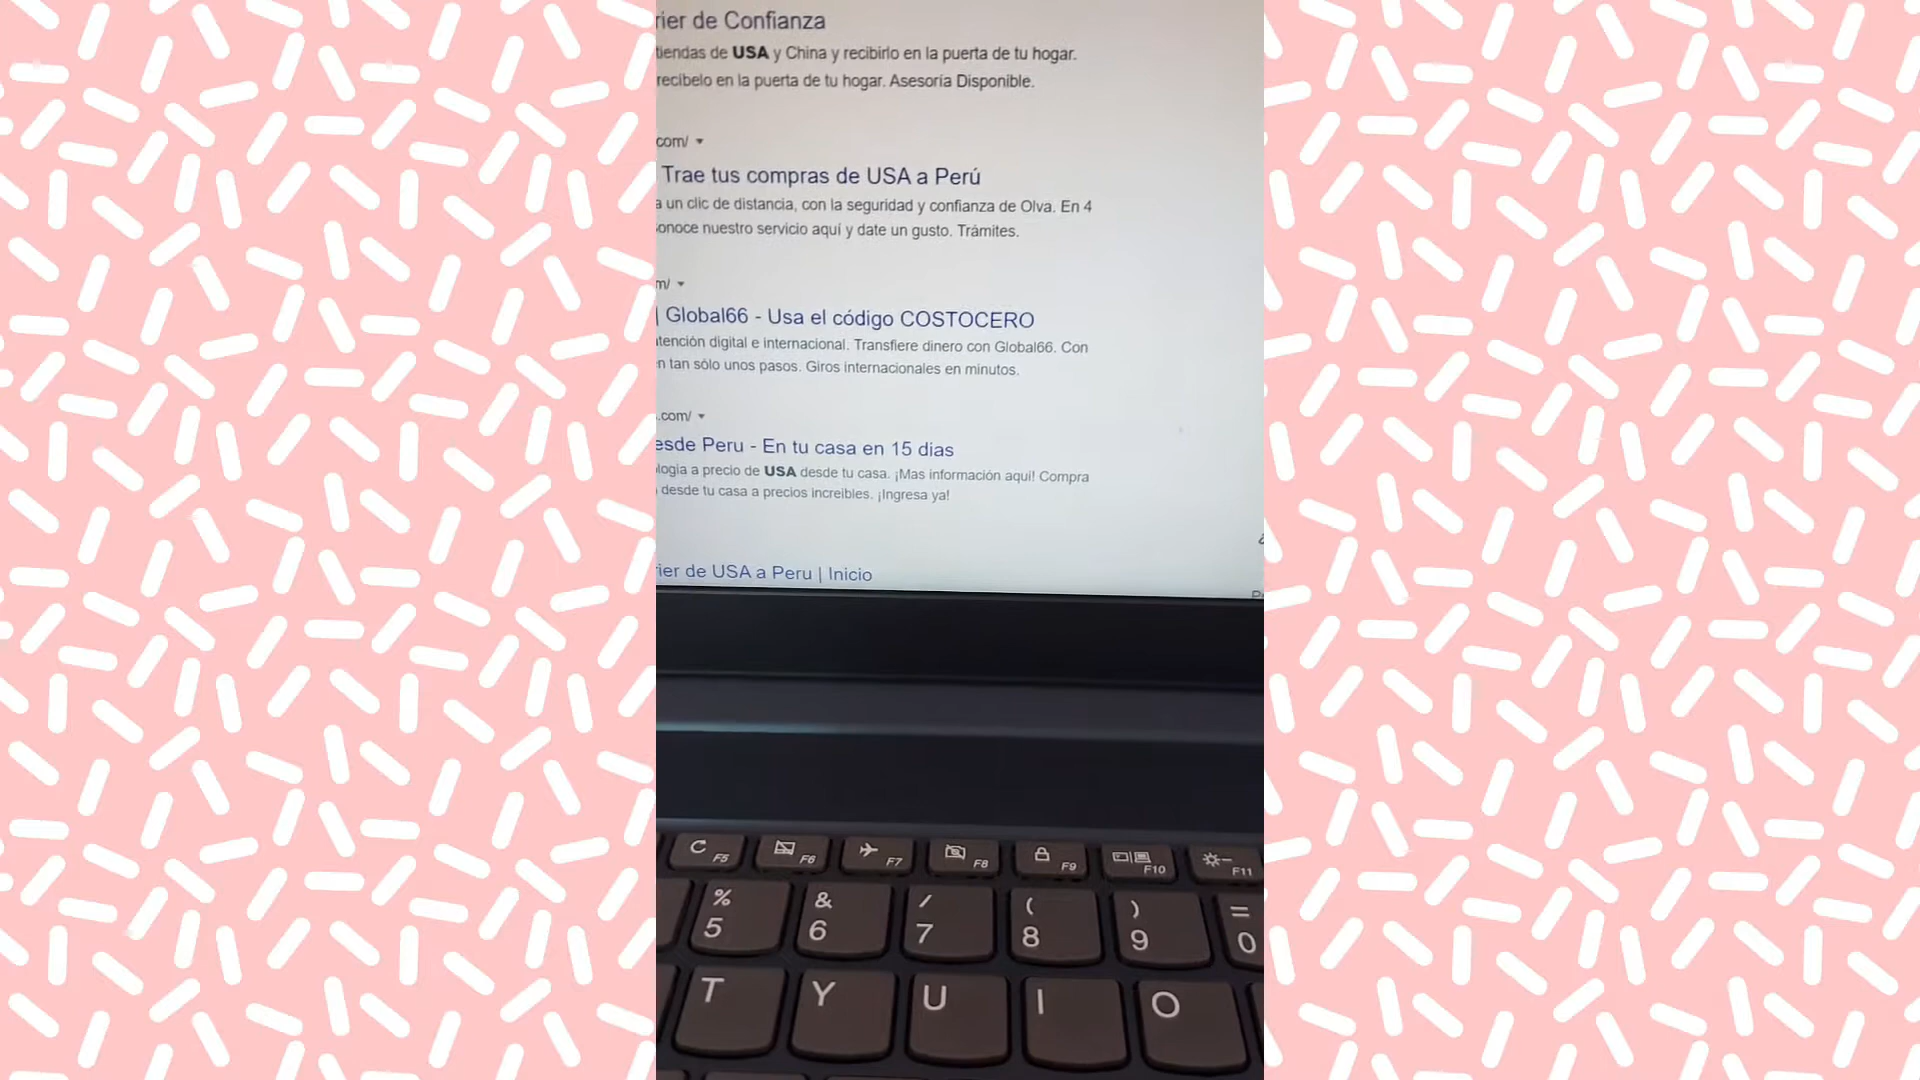 de Confianza
tiendas de USA y China y recibirlo en la puerta de tu hogar.
recíbelo en la puerta de tu hogar. Asesoría Disponible.
com/
Trae tus compras de USA a Perú
a un clic de distancia, con la seguridad y confianza de Olva. En 4
onoce nuestro servicio aquí y date un gusto. Trámites.
m/
| Global66 - Usa el código COSTOCERO
atención digital e internacional. Transfiere dinero con Global66. Con
n tan sólo unos pasos. Giros internacionales en minutos.
.com/
esde Peru - En tu casa en 15 dias
logia a precio de USA desde tu casa. ¡Mas información aqui! Compra
desde tu casa a precios increibles. ¡Ingresa ya!
rier de USA a Peru | Inicio
F5 F6 F7 F8 F9 F10 F11
% & / ( ) =
5 6 7 8 9 0
T Y U I O